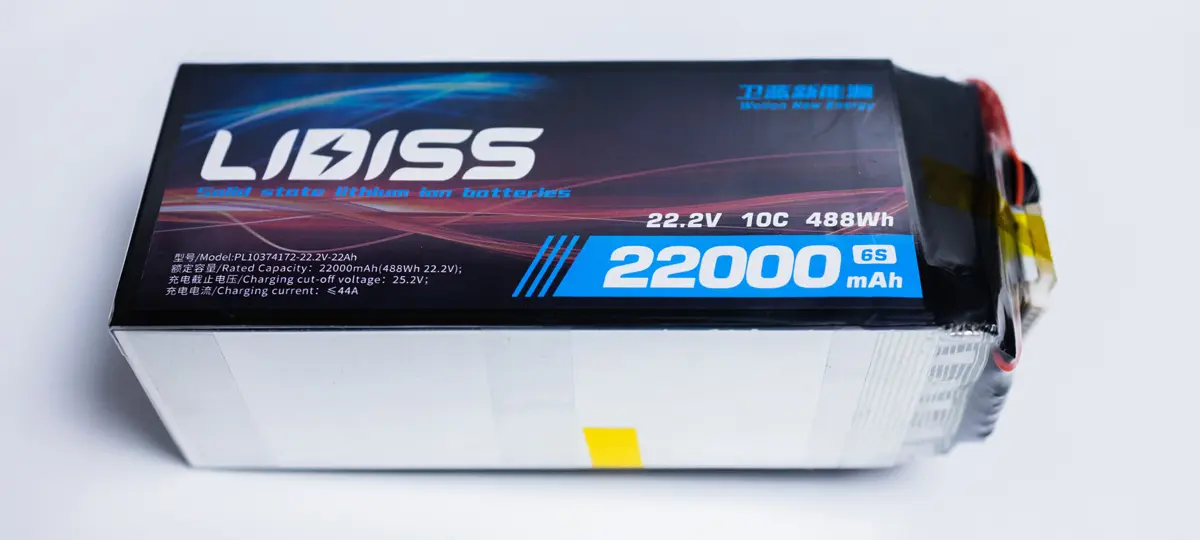 卫蓝新能源
Welion New Energy
LIBISS
Solid state lithium ion batteries
22.2V 10C 488Wh
22000 6S mAh
型号/Model:PL10374172-22.2V-22Ah
额定容量/Rated Capacity：22000mAh(488Wh 22.2V);
充电截止电压/Charging cut-off voltage：25.2V；
充电电流/Charging current：≤44A